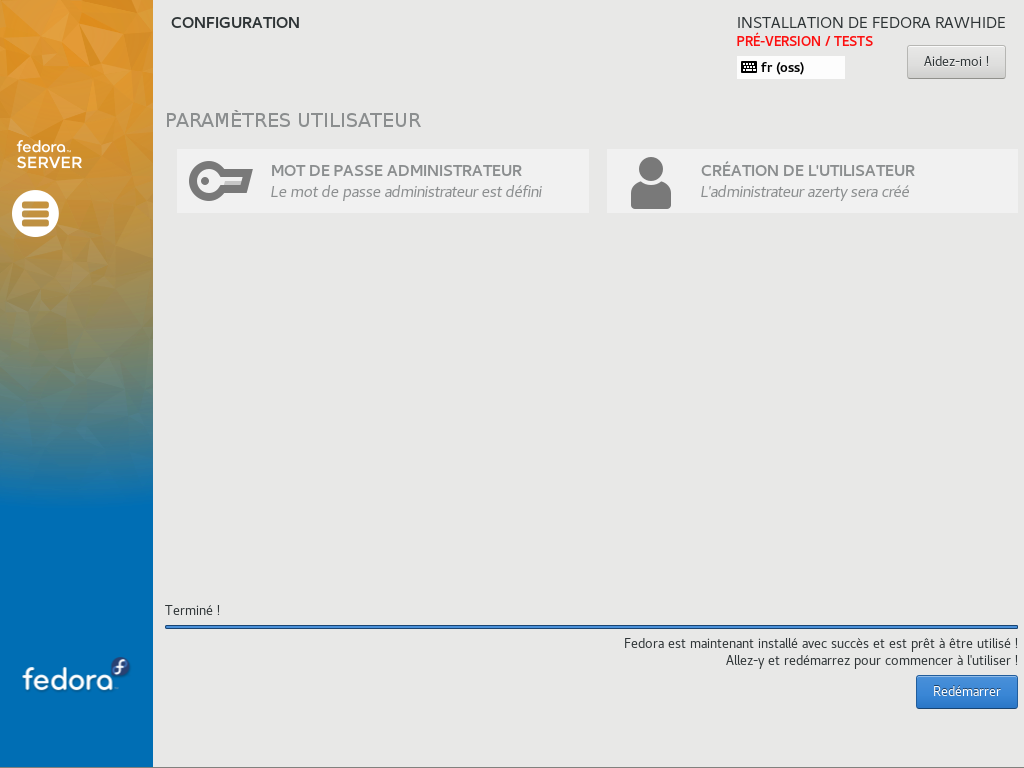 fedora
SERVER
CONFIGURATION
INSTALLATION DE FEDORA RAWHIDE
PRÉ-VERSION / TESTS
fr (oss)
Aidez-moi !
PARAMÈTRES UTILISATEUR
MOT DE PASSE ADMINISTRATEUR
Le mot de passe administrateur est défini
CRÉATION DE L'UTILISATEUR
L'administrateur azerty sera créé
Terminé !
Fedora est maintenant installé avec succès et est prêt à être utilisé !
Allez-y et redémarrez pour commencer à l'utiliser !
Redémarrer
fedora